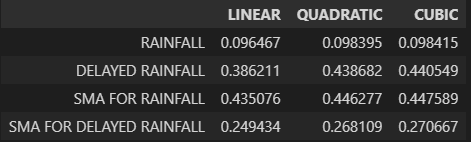 LINEAR QUADRATIC CUBIC
RAINFALL 0.096467 0.098395 0.098415
DELAYED RAINFALL 0.386211 0.438682 0.440549
SMA FOR RAINFALL 0.435076 0.446277 0.447589
SMA FOR DELAYED RAINFALL 0.249434 0.268109 0.270667